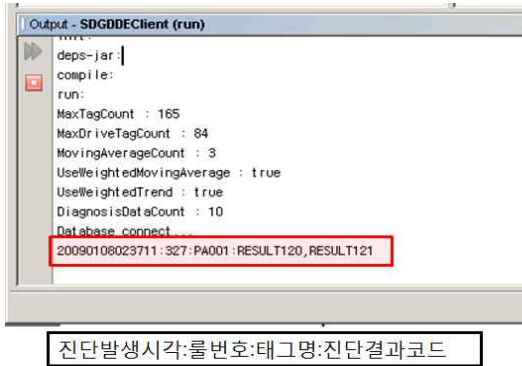 Output - SDGDDEClient (run)
init:
deps-jar:
compile:
run:
MaxTagCount : 165
MaxDriveTagCount : 84
MovingAverageCount : 3
UseWeightedMovingAverage : true
UseWeightedTrend : true
DiagnosisDataCount : 10
Database connect...
20090108023711:327:PA001:RESULT120,RESULT121
진단발생시각:룰번호:태그명:진단결과코드